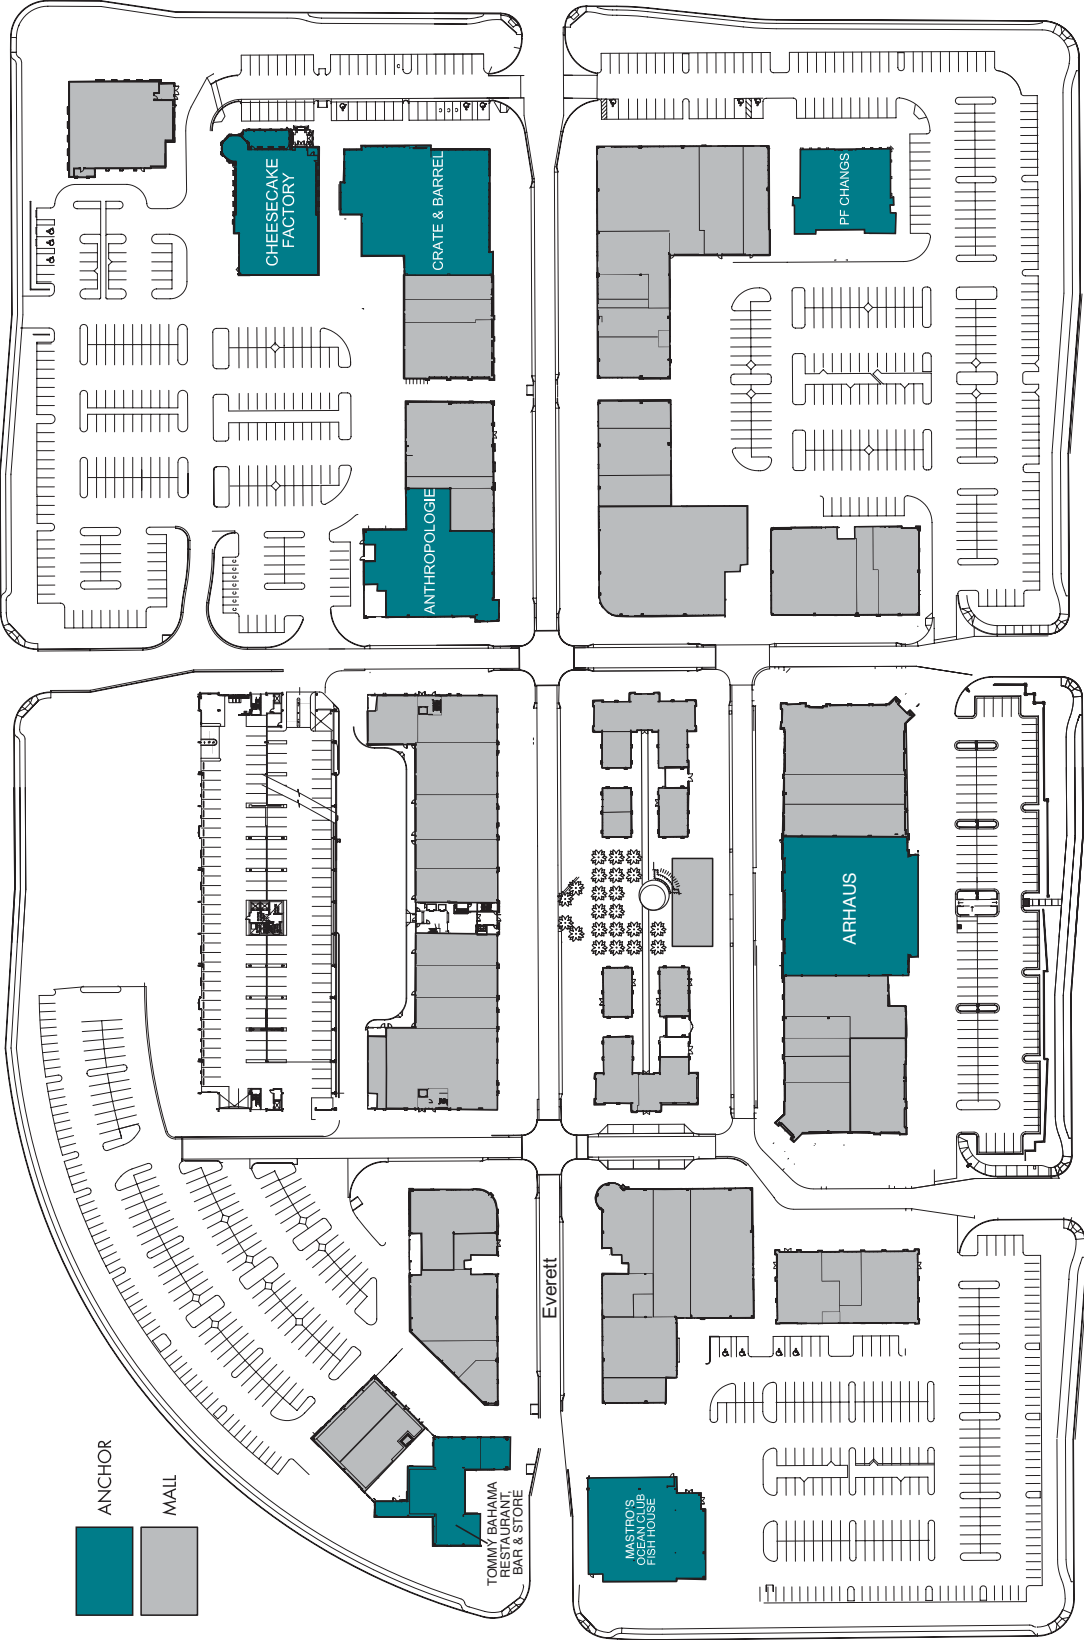 CHEESECAKE
FACTORY
CRATE & BARREL
PF CHANGS
ANTHROPOLOGIE
ARHAUS
Everett
TOMMY BAHAMA
RESTAURANT,
BAR & STORE
MASTRO'S
OCEAN CLUB
FISH HOUSE
ANCHOR
MALL